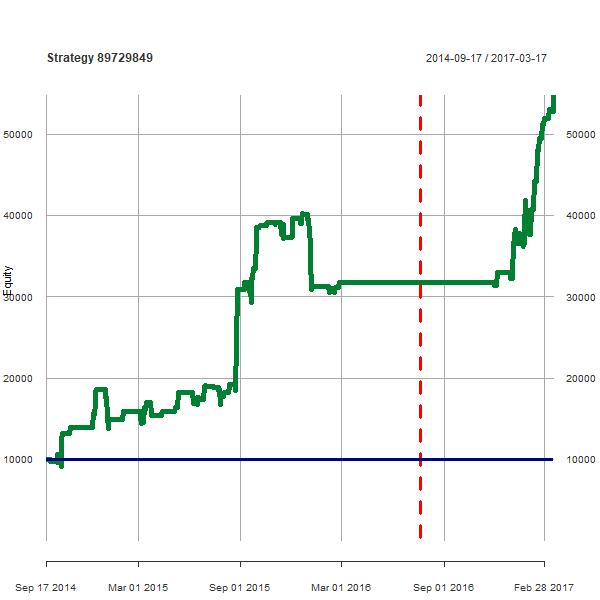 Strategy 89729849
2014-09-17 / 2017-03-17
50000 50000
40000 40000
Equity
30000 30000
20000 20000
10000 10000
Sep 17 2014 Mar 01 2015 Sep 01 2015 Mar 01 2016 Sep 01 2016 Feb 28 2017